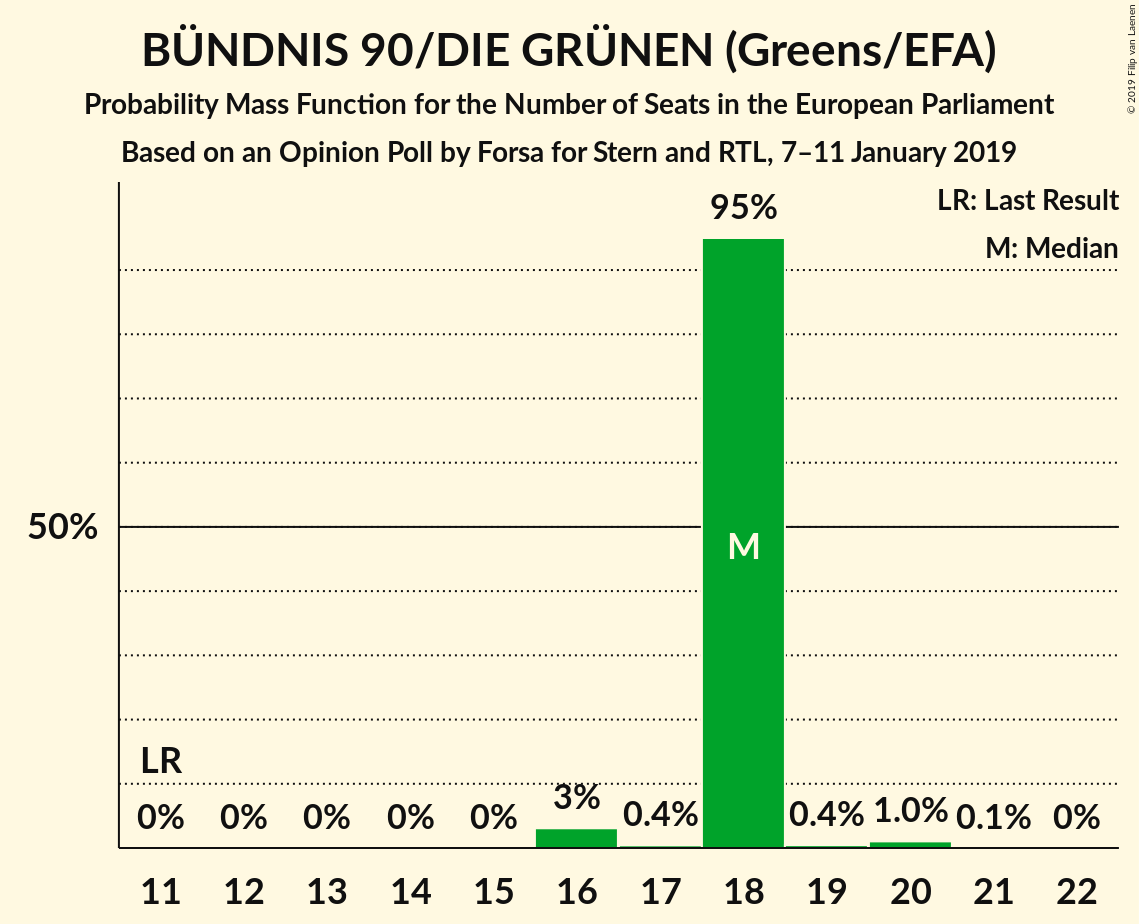 BÜNDNIS 90/DIE GRÜNEN (Greens/EFA)
Probability Mass Function for the Number of Seats in the European Parliament
Based on an Opinion Poll by Forsa for Stern and RTL, 7–11 January 2019
© 2019 Filip van Laenen
LR: Last Result
M: Median
95%
50%
M
LR
0% 0% 0% 0% 0% 3% 0.4% 0.4% 1.0% 0.1% 0%
11 12 13 14 15 16 17 18 19 20 21 22